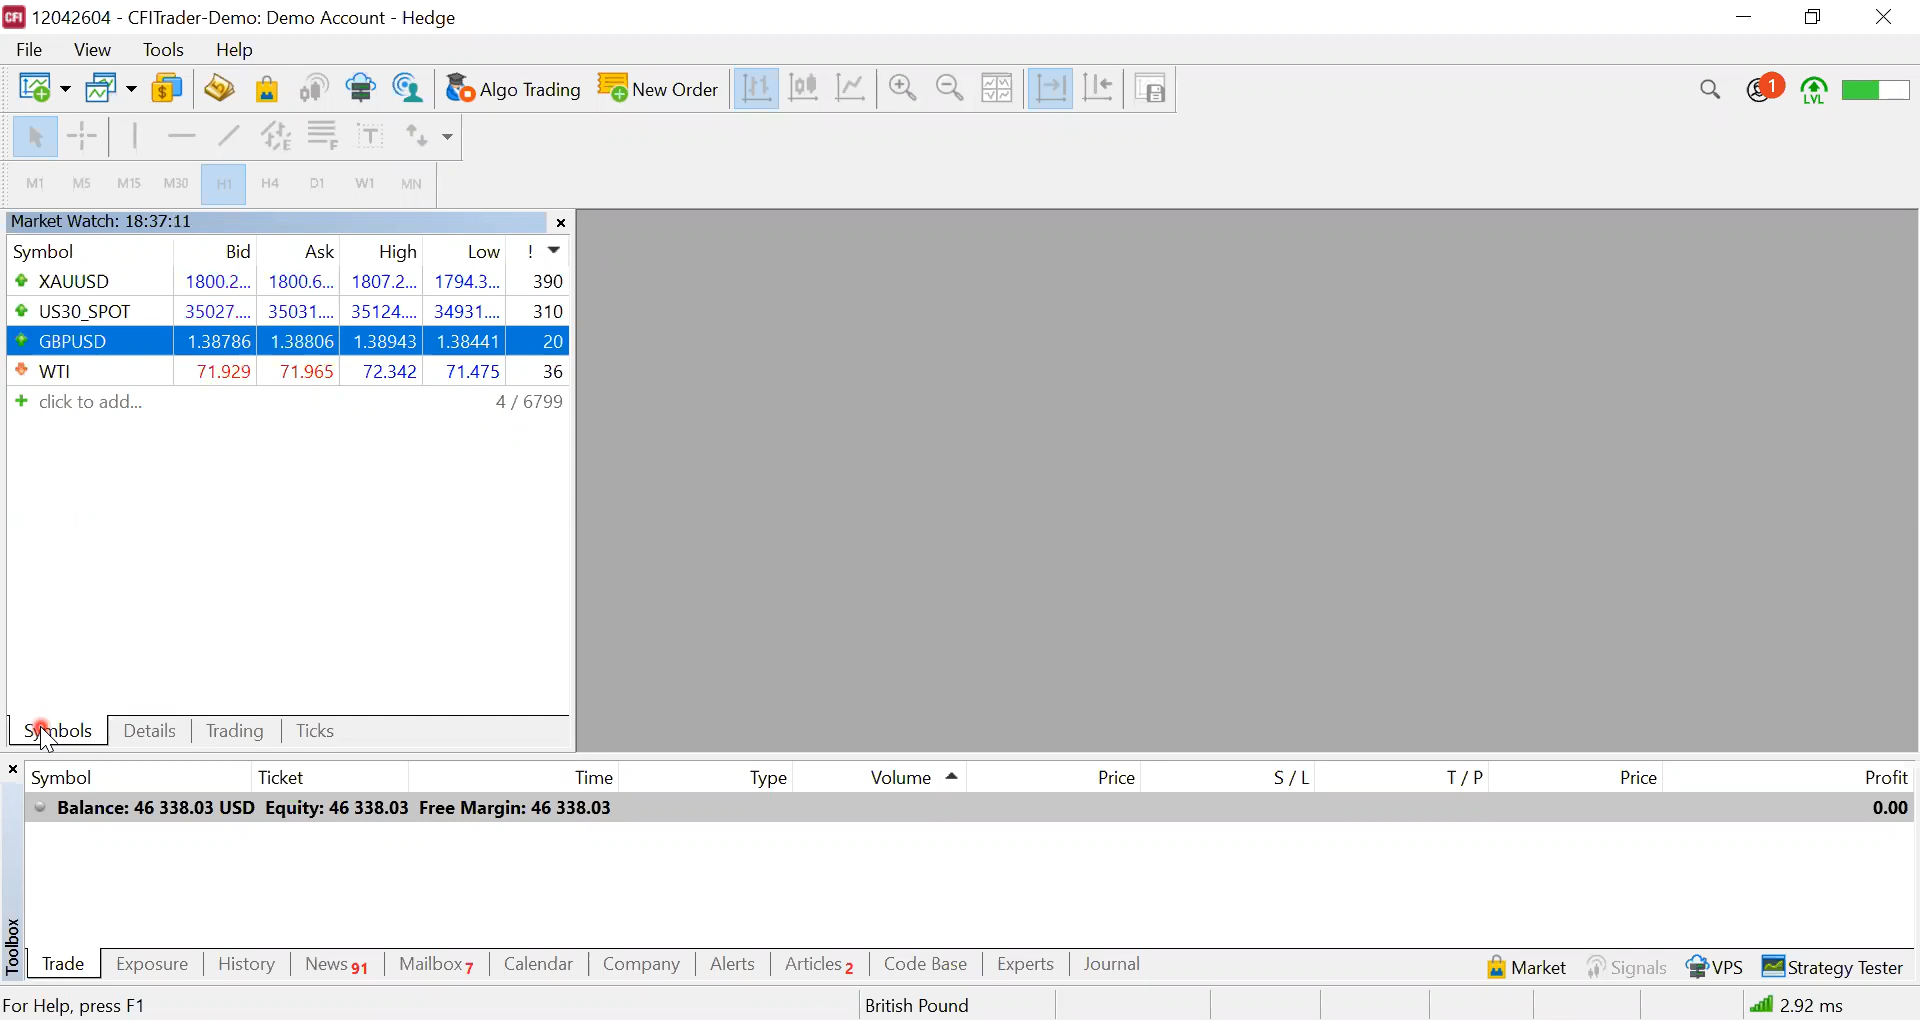 CFI 12042604 - CFITrader-Demo: Demo Account - Hedge
File View Tools Help
Algo Trading New Order 1 LVL
E F T
M1 M5 M15 M30 H1 H4 D1 W1 MN
Market Watch: 18:37:11
Symbol Bid Ask High Low !
XAUUSD 1800.2... 1800.6... 1807.2... 1794.3... 390
US30_SPOT 35027.... 35031.... 35124.... 34931.... 310
GBPUSD 1.38786 1.38806 1.38943 1.38441 20
WTI 71.929 71.965 72.342 71.475 36
click to add... 4 / 6799
Symbols Details Trading Ticks
Symbol Ticket Time Type Volume Price S / L T / P Price Profit
Balance: 46 338.03 USD Equity: 46 338.03 Free Margin: 46 338.03 0.00
Toolbox
Trade Exposure History News 91 Mailbox 7 Calendar Company Alerts Articles 2 Code Base Experts Journal Market Signals VPS Strategy Tester
For Help, press F1 British Pound 2.92 ms